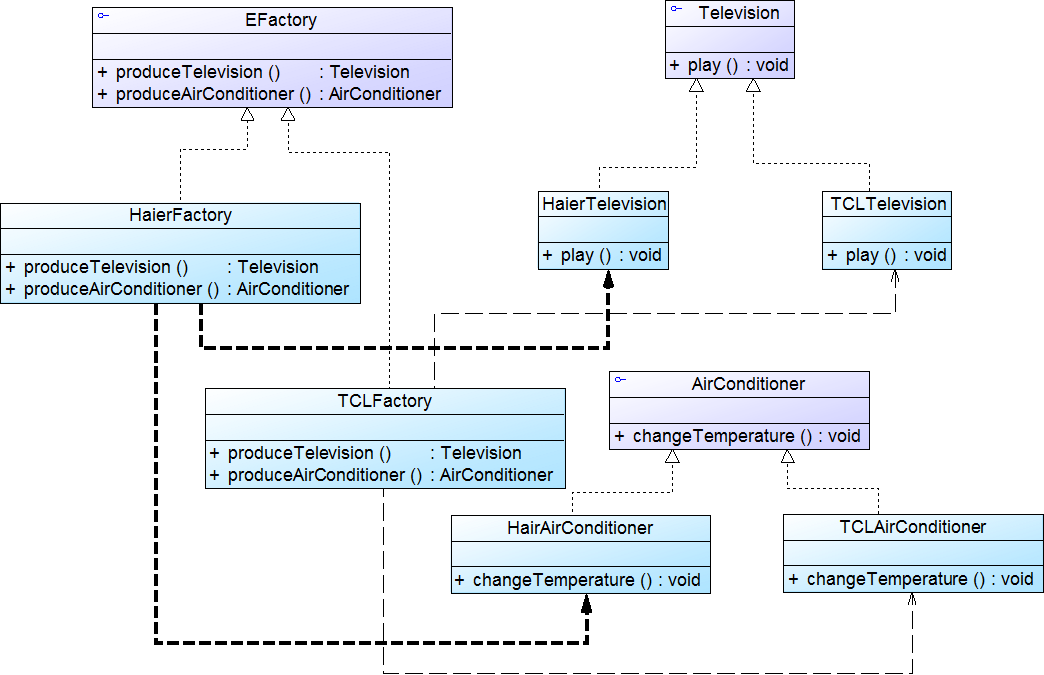 EFactory
+ produceTelevision () : Television
+ produceAirConditioner () : AirConditioner
Television
+ play () : void
HaierFactory
+ produceTelevision () : Television
+ produceAirConditioner () : AirConditioner
HaierTelevision
+ play () : void
TCLTelevision
+ play () : void
TCLFactory
+ produceTelevision () : Television
+ produceAirConditioner () : AirConditioner
AirConditioner
+ changeTemperature () : void
HairAirConditioner
+ changeTemperature () : void
TCLAirConditioner
+ changeTemperature () : void